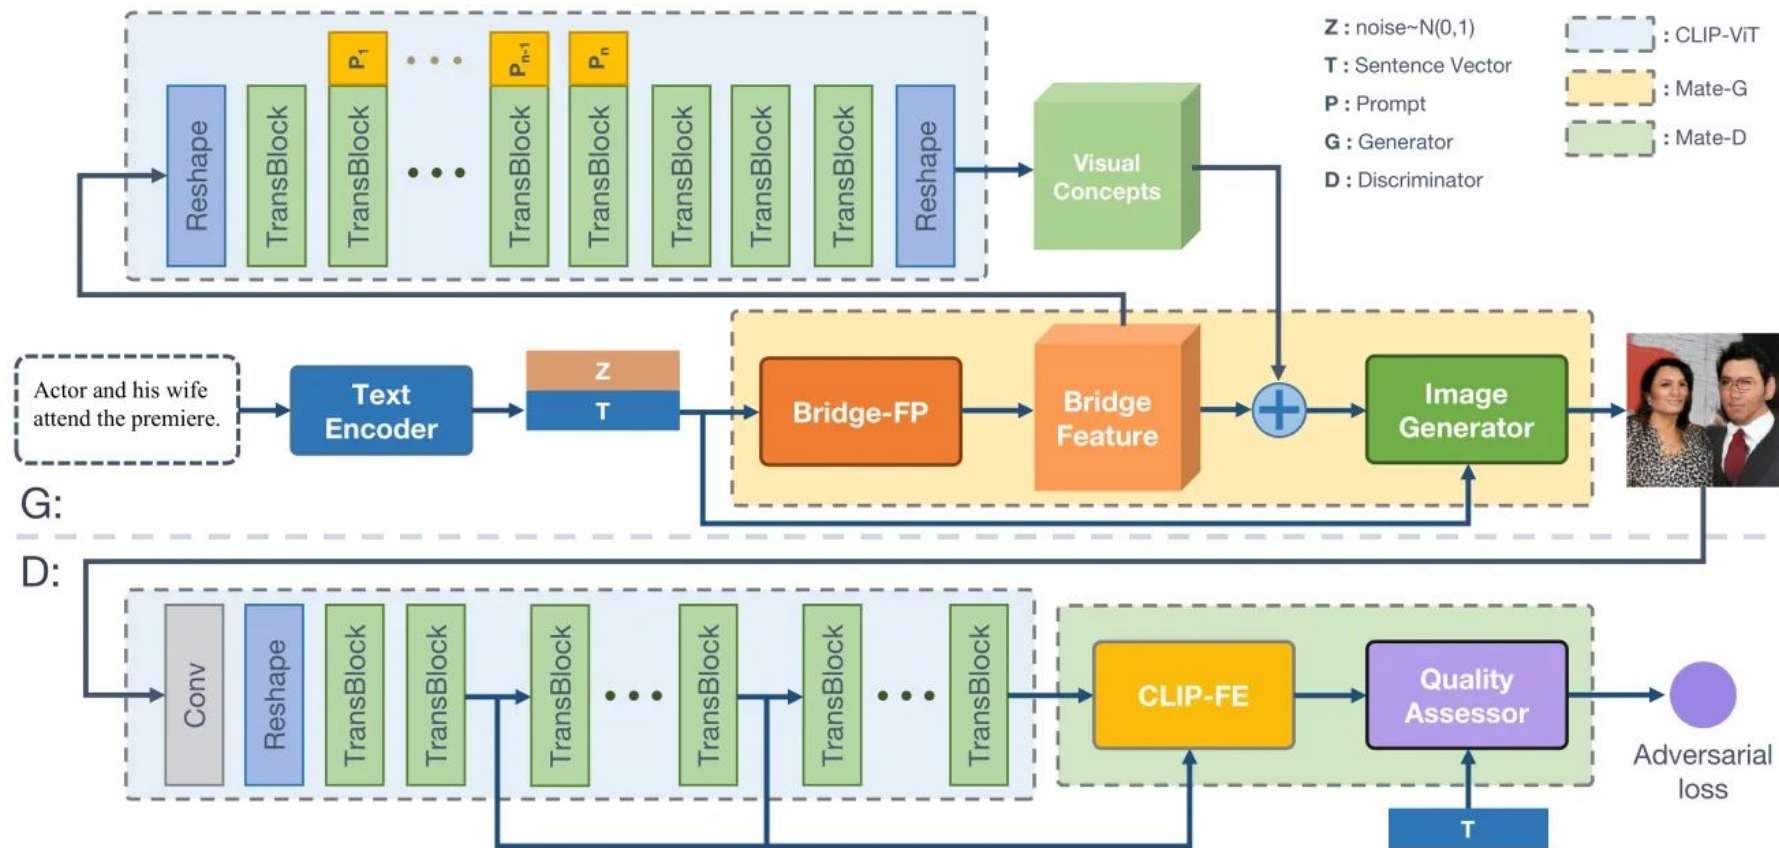 P1
Pn-1
Pn
Reshape
TransBlock
TransBlock
TransBlock
TransBlock
TransBlock
TransBlock
TransBlock
Reshape
Visual
Concepts
Z : noise~N(0,1)
T : Sentence Vector
P : Prompt
G : Generator
D : Discriminator
: CLIP-ViT
: Mate-G
: Mate-D
Actor and his wife
attend the premiere.
Text
Encoder
Z
T
Bridge-FP
Bridge
Feature
Image
Generator
G:
D:
Conv
Reshape
TransBlock
TransBlock
TransBlock
TransBlock
TransBlock
TransBlock
CLIP-FE
Quality
Assessor
Adversarial
loss
T